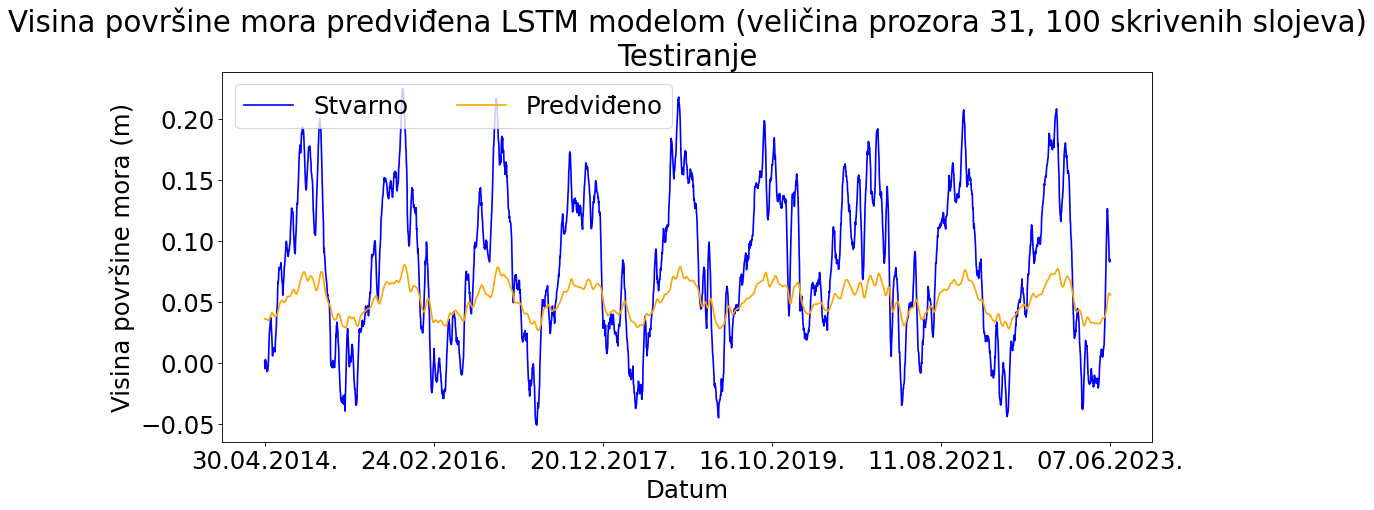 Visina površine mora predviđena LSTM modelom (veličina prozora 31, 100 skrivenih slojeva)
Testiranje
Stvarno Predviđeno
Visina površine mora (m)
0.20
0.15
0.10
0.05
0.00
−0.05
30.04.2014. 24.02.2016. 20.12.2017. 16.10.2019. 11.08.2021. 07.06.2023.
Datum